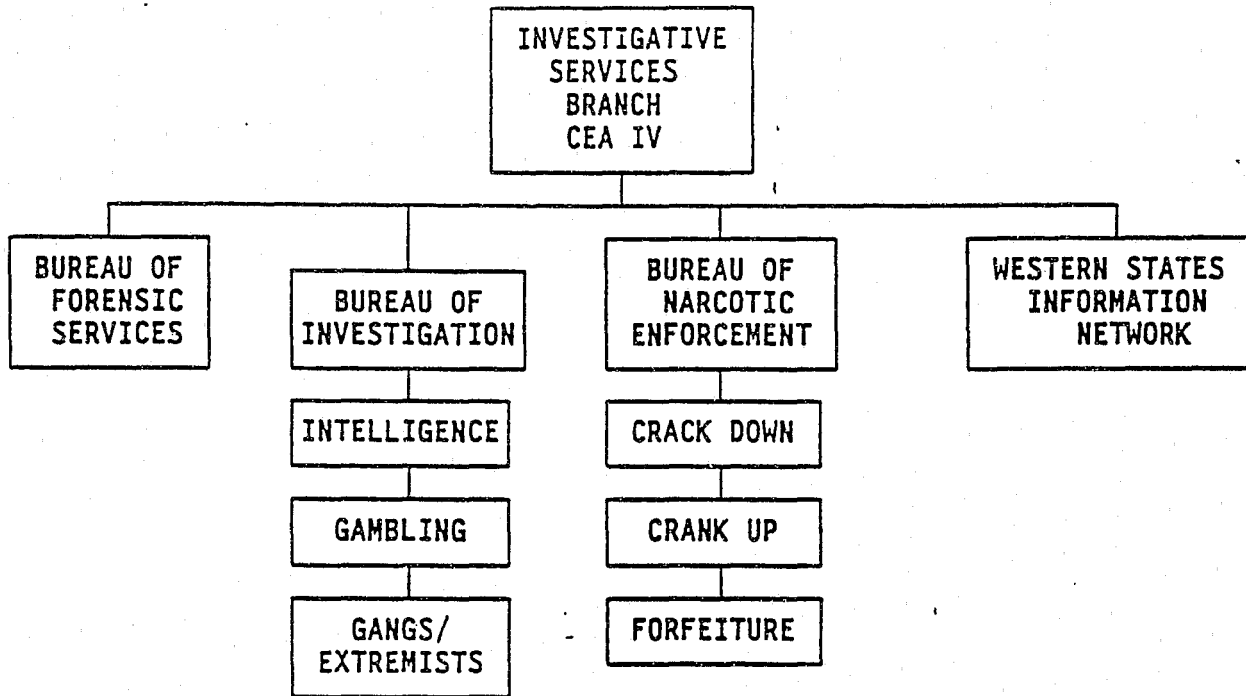 INVESTIGATIVE
SERVICES
BRANCH
CEA IV
BUREAU OF
FORENSIC
SERVICES
BUREAU OF
INVESTIGATION
INTELLIGENCE
GAMBLING
GANGS/
EXTREMISTS
BUREAU OF
NARCOTIC
ENFORCEMENT
CRACK DOWN
CRANK UP
FORFEITURE
WESTERN STATES
INFORMATION
NETWORK